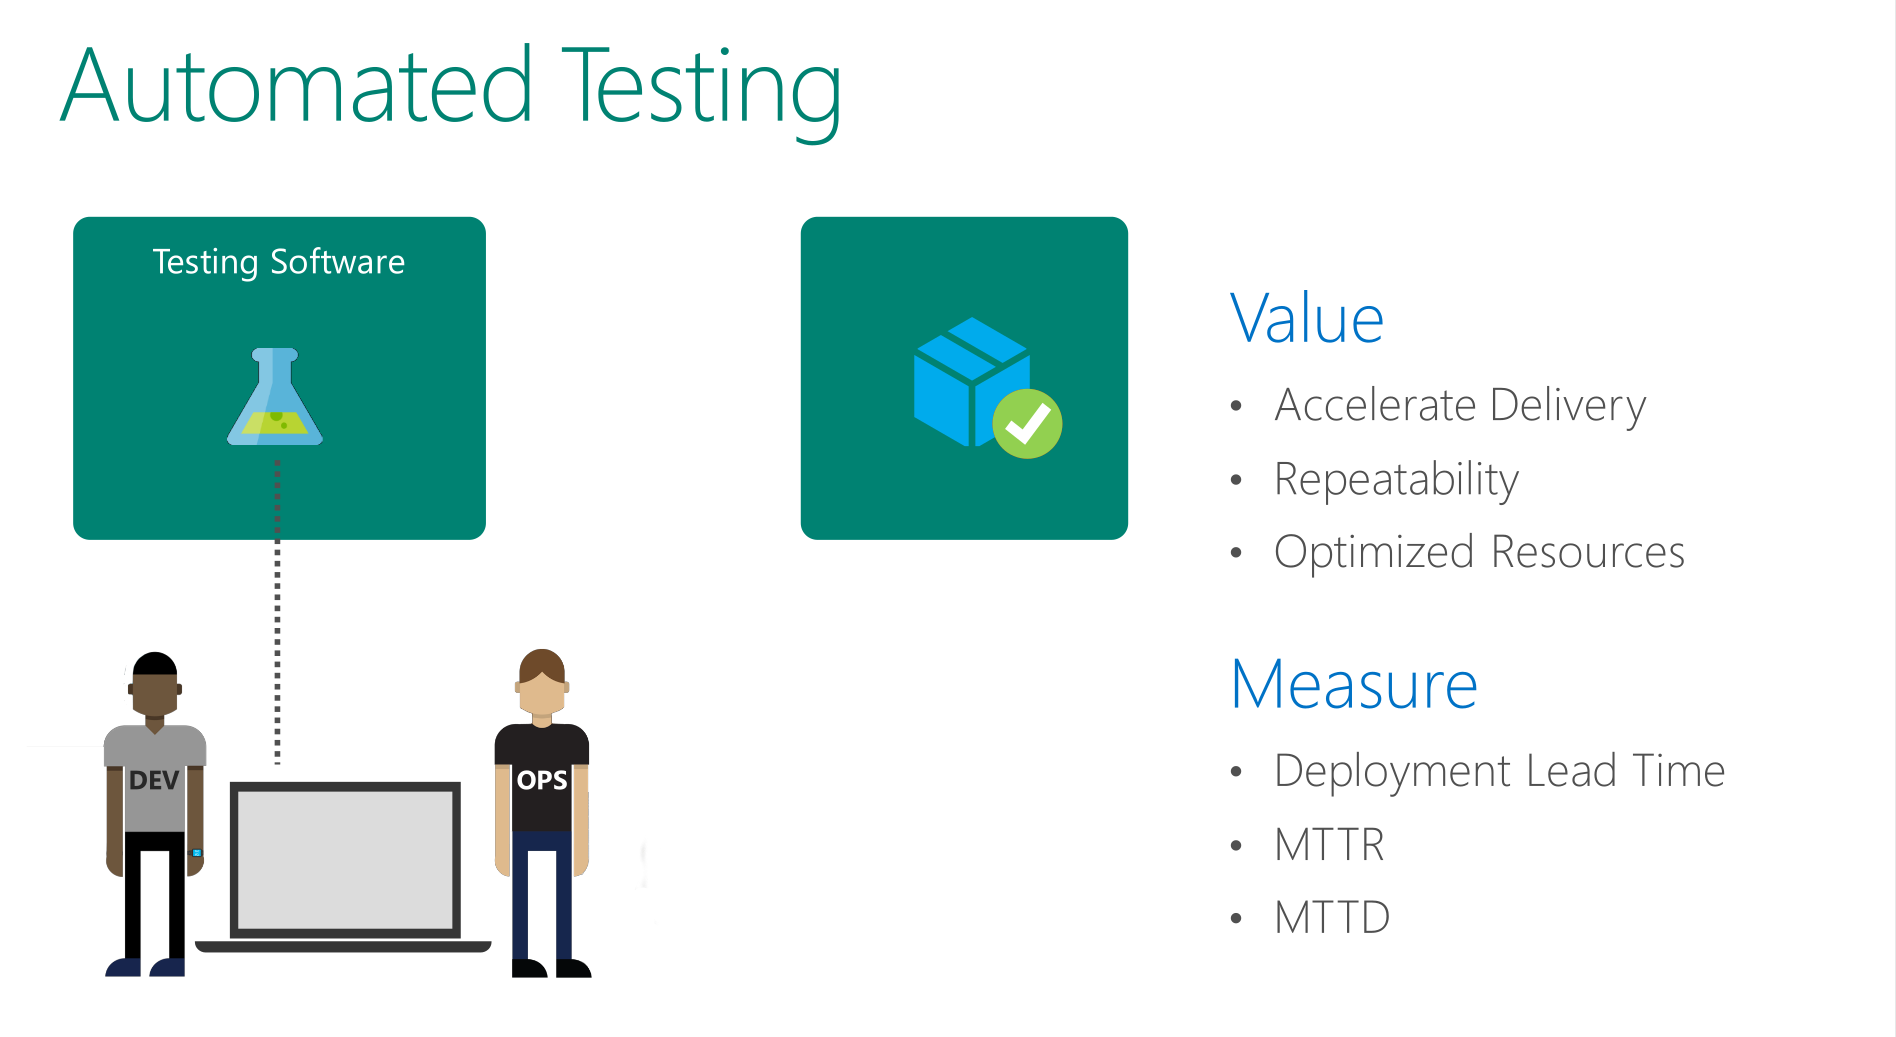 Automated Testing
Testing Software
DEV
OPS
Value
• Accelerate Delivery
• Repeatability
• Optimized Resources
Measure
• Deployment Lead Time
• MTTR
• MTTD